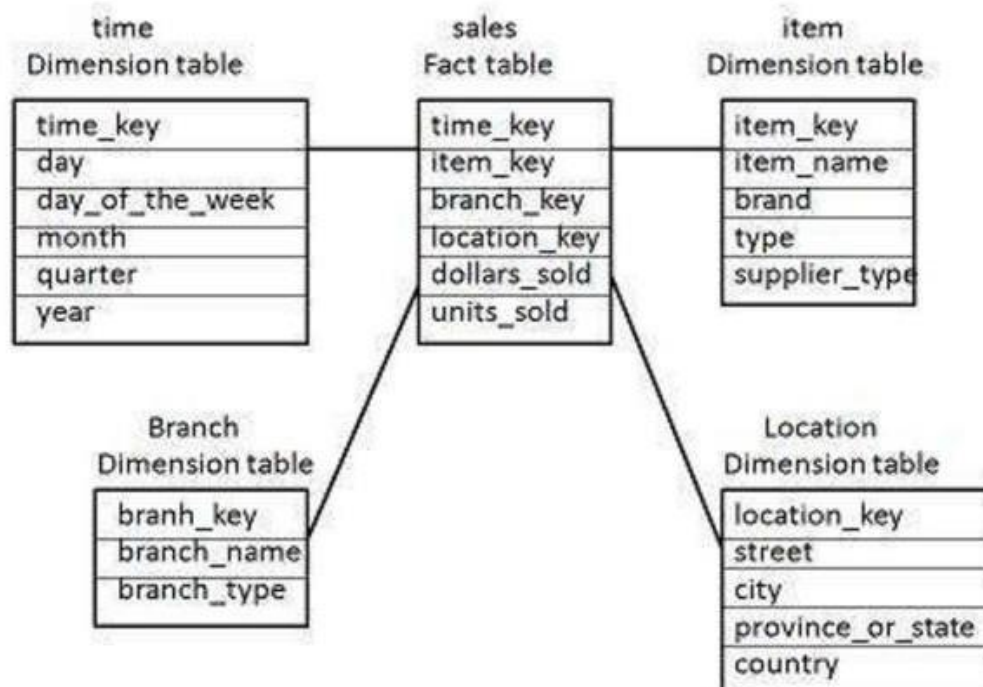 time
Dimension table
time_key
day
day_of_the_week
month
quarter
year
sales
Fact table
time_key
item_key
branch_key
location_key
dollars_sold
units_sold
item
Dimension table
item_key
item_name
brand
type
supplier_type
Branch
Dimension table
branh_key
branch_name
branch_type
Location
Dimension table
location_key
street
city
province_or_state
country